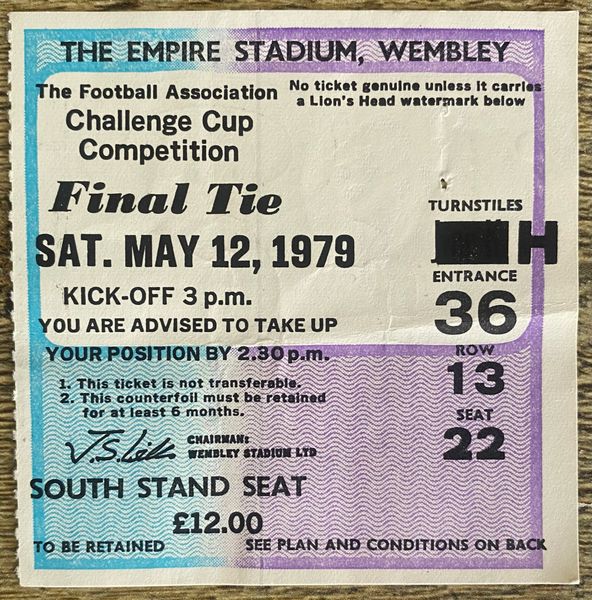 THE EMPIRE STADIUM, WEMBLEY
The Football Association
Challenge Cup
Competition
No ticket genuine unless it carries
a Lion's Head watermark below
Final Tie
SAT. MAY 12, 1979
KICK-OFF 3 p.m.
YOU ARE ADVISED TO TAKE UP
YOUR POSITION BY 2.30 p.m.
TURNSTILES
H
ENTRANCE
36
ROW
13
SEAT
22
1. This ticket is not transferable.
2. This counterfoil must be retained
for at least 6 months.
CHAIRMAN:
WEMBLEY STADIUM LTD
SOUTH STAND SEAT
£12.00
TO BE RETAINED
SEE PLAN AND CONDITIONS ON BACK